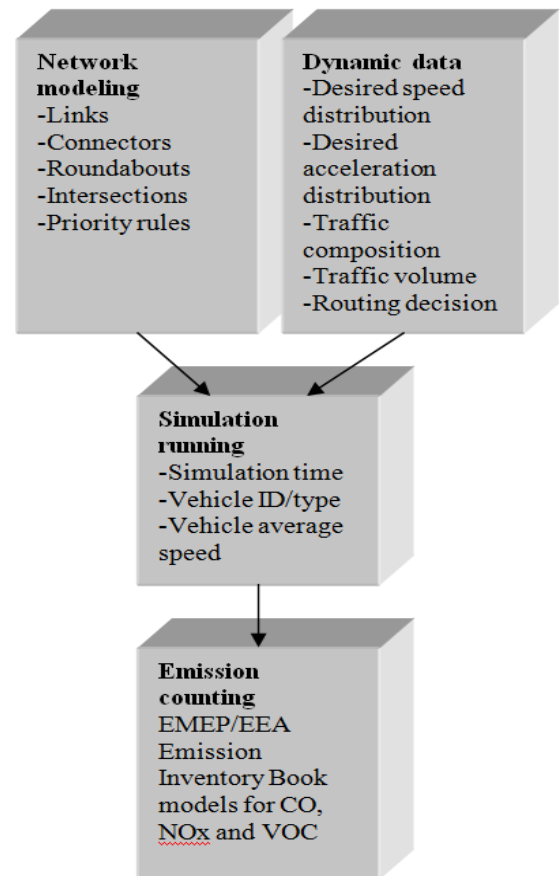 Network
modeling
-Links
-Connectors
-Roundabouts
-Intersections
-Priority rules
Dynamic data
-Desired speed
distribution
-Desired
acceleration
distribution
-Traffic
composition
-Traffic volume
-Routing decision
Simulation
running
-Simulation time
-Vehicle ID/type
-Vehicle average
speed
Emission
counting
EMEP/EEA
Emission
Inventory Book
models for CO,
NOx and VOC